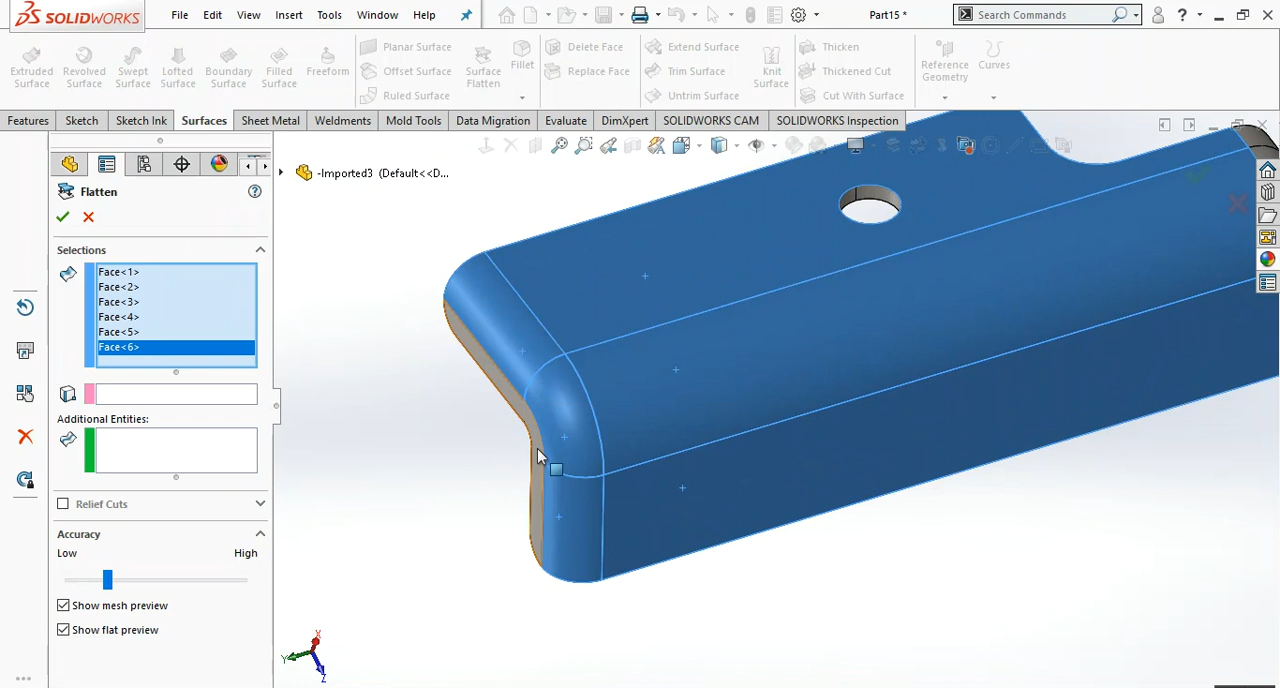 SOLIDWORKS File Edit View Insert Tools Window Help Part15 * Search Commands ?
Extruded Surface
Revolved Surface
Swept Surface
Lofted Surface
Boundary Surface
Filled Surface
Freeform
Planar Surface
Offset Surface
Ruled Surface
Surface Flatten
Fillet
Delete Face
Replace Face
Extend Surface
Trim Surface
Untrim Surface
Knit Surface
Thicken
Thickened Cut
Cut With Surface
Reference Geometry
Curves
Features Sketch Sketch Ink Surfaces Sheet Metal Weldments Mold Tools Data Migration Evaluate DimXpert SOLIDWORKS CAM SOLIDWORKS Inspection
-Imported3 (Default<<D...
Flatten ?
Selections
Face<1>
Face<2>
Face<3>
Face<4>
Face<5>
Face<6>
Additional Entities:
Relief Cuts
Accuracy
Low High
Show mesh preview
Show flat preview
X
Y
Z